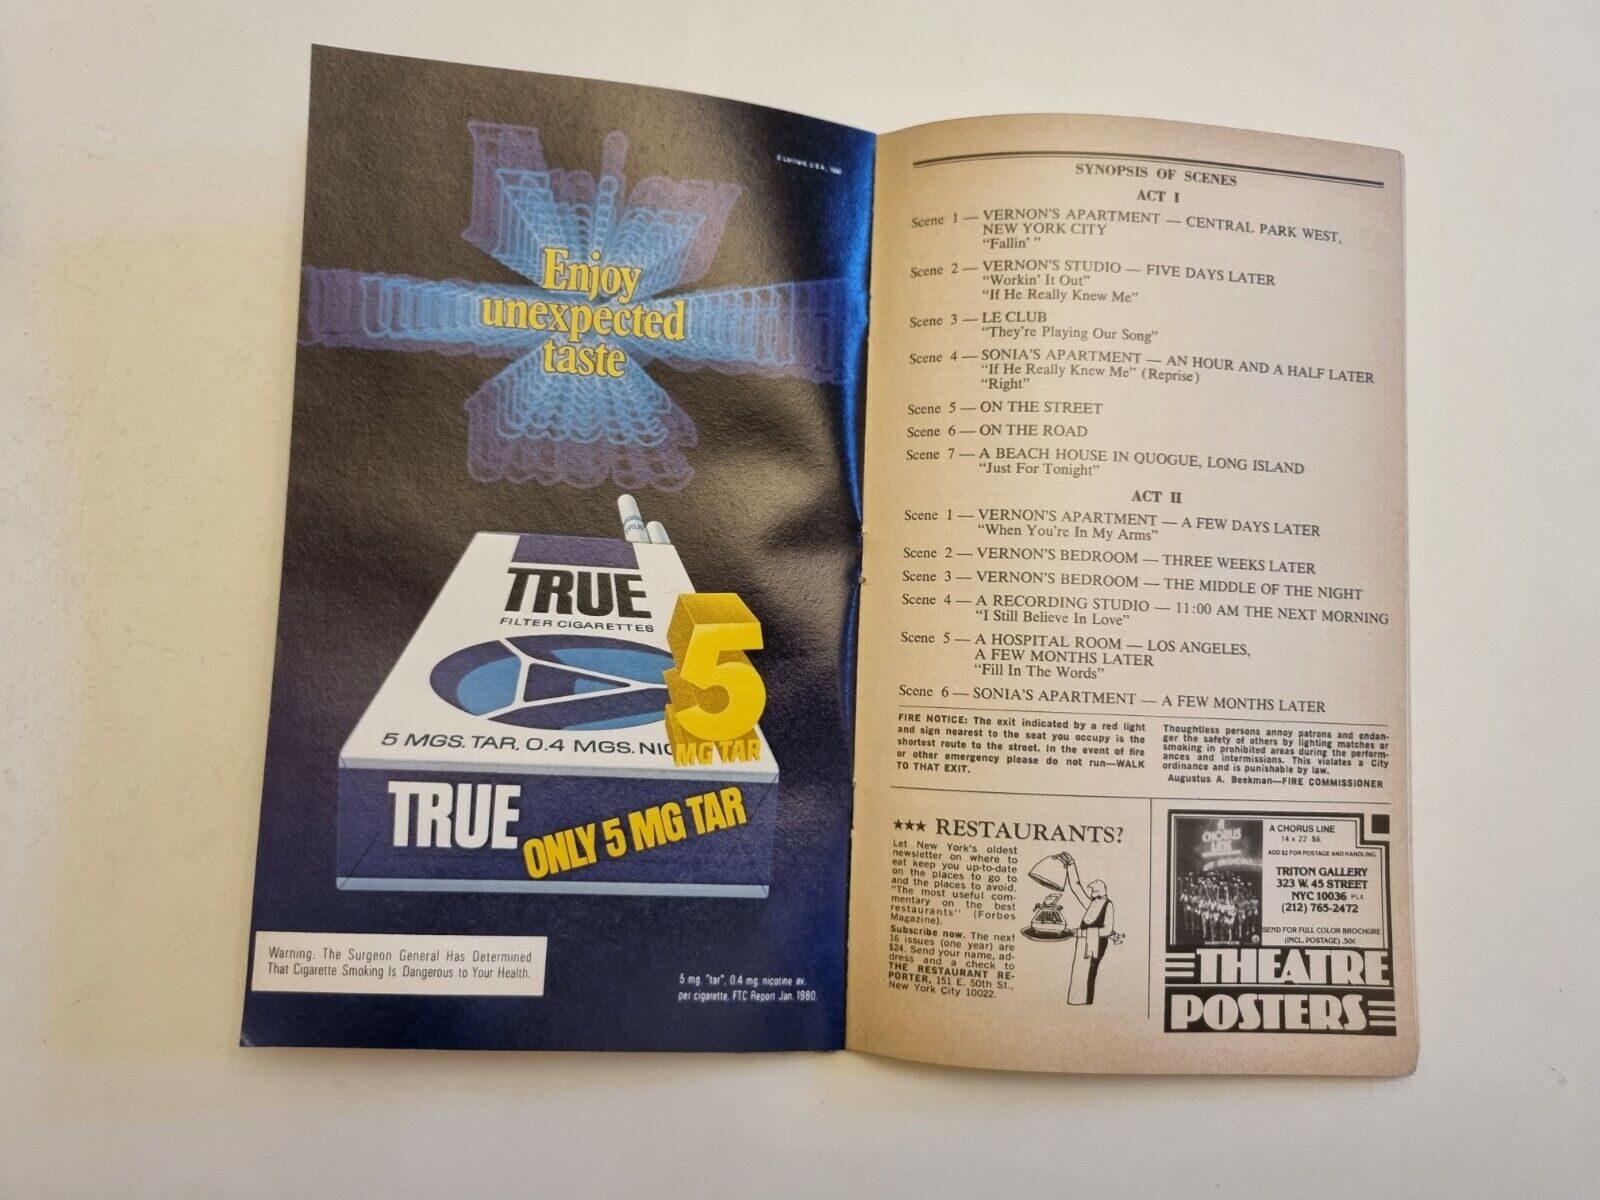 © Lorillard, U.S.A., 1980
Enjoy
unexpected
taste
TRUE
TRUE
FILTER CIGARETTES
5 MGS. TAR, 0.4 MGS. NIC
5
MG TAR
TRUE
ONLY 5 MG TAR
Warning: The Surgeon General Has Determined
That Cigarette Smoking Is Dangerous to Your Health.
5 mg. "tar", 0.4 mg. nicotine av.
per cigarette, FTC Report Jan. 1980.
SYNOPSIS OF SCENES
ACT I
Scene 1 — VERNON'S APARTMENT — CENTRAL PARK WEST,
NEW YORK CITY
"Fallin' "
Scene 2 — VERNON'S STUDIO — FIVE DAYS LATER
"Workin' It Out"
"If He Really Knew Me"
Scene 3 — LE CLUB
"They're Playing Our Song"
Scene 4 — SONIA'S APARTMENT — AN HOUR AND A HALF LATER
"If He Really Knew Me" (Reprise)
"Right"
Scene 5 — ON THE STREET
Scene 6 — ON THE ROAD
Scene 7 — A BEACH HOUSE IN QUOGUE, LONG ISLAND
"Just For Tonight"
ACT II
Scene 1 — VERNON'S APARTMENT — A FEW DAYS LATER
"When You're In My Arms"
Scene 2 — VERNON'S BEDROOM — THREE WEEKS LATER
Scene 3 — VERNON'S BEDROOM — THE MIDDLE OF THE NIGHT
Scene 4 — A RECORDING STUDIO — 11:00 AM THE NEXT MORNING
"I Still Believe In Love"
Scene 5 — A HOSPITAL ROOM — LOS ANGELES,
A FEW MONTHS LATER
"Fill In The Words"
Scene 6 — SONIA'S APARTMENT — A FEW MONTHS LATER
FIRE NOTICE: The exit indicated by a red light
and sign nearest to the seat you occupy is the
shortest route to the street. In the event of fire
or other emergency please do not run—WALK
TO THAT EXIT.
Thoughtless persons annoy patrons and endan-
ger the safety of others by lighting matches or
smoking in prohibited areas during the perform-
ances and intermissions. This violates a City
ordinance and is punishable by law.
Augustus A. Beekman—FIRE COMMISSIONER
★★★ RESTAURANTS?
Let New York's oldest
newsletter on where to
eat keep you up-to-date
on the places to go to
and the places to avoid.
"The most useful com-
mentary on the best
restaurants" (Forbes
Magazine).
Subscribe now. The next
16 issues (one year) are
$24. Send your name, ad-
dress and a check to
THE RESTAURANT RE-
PORTER, 151 E. 50th St.,
New York City 10022.
A
CHORUS
LINE
A CHORUS LINE
14 x 22 $6
ADD $2 FOR POSTAGE AND HANDLING
TRITON GALLERY
323 W. 45 STREET
NYC 10036 PL4
(212) 765-2472
SEND FOR FULL COLOR BROCHURE
(INCL. POSTAGE) .50¢
THEATRE
POSTERS